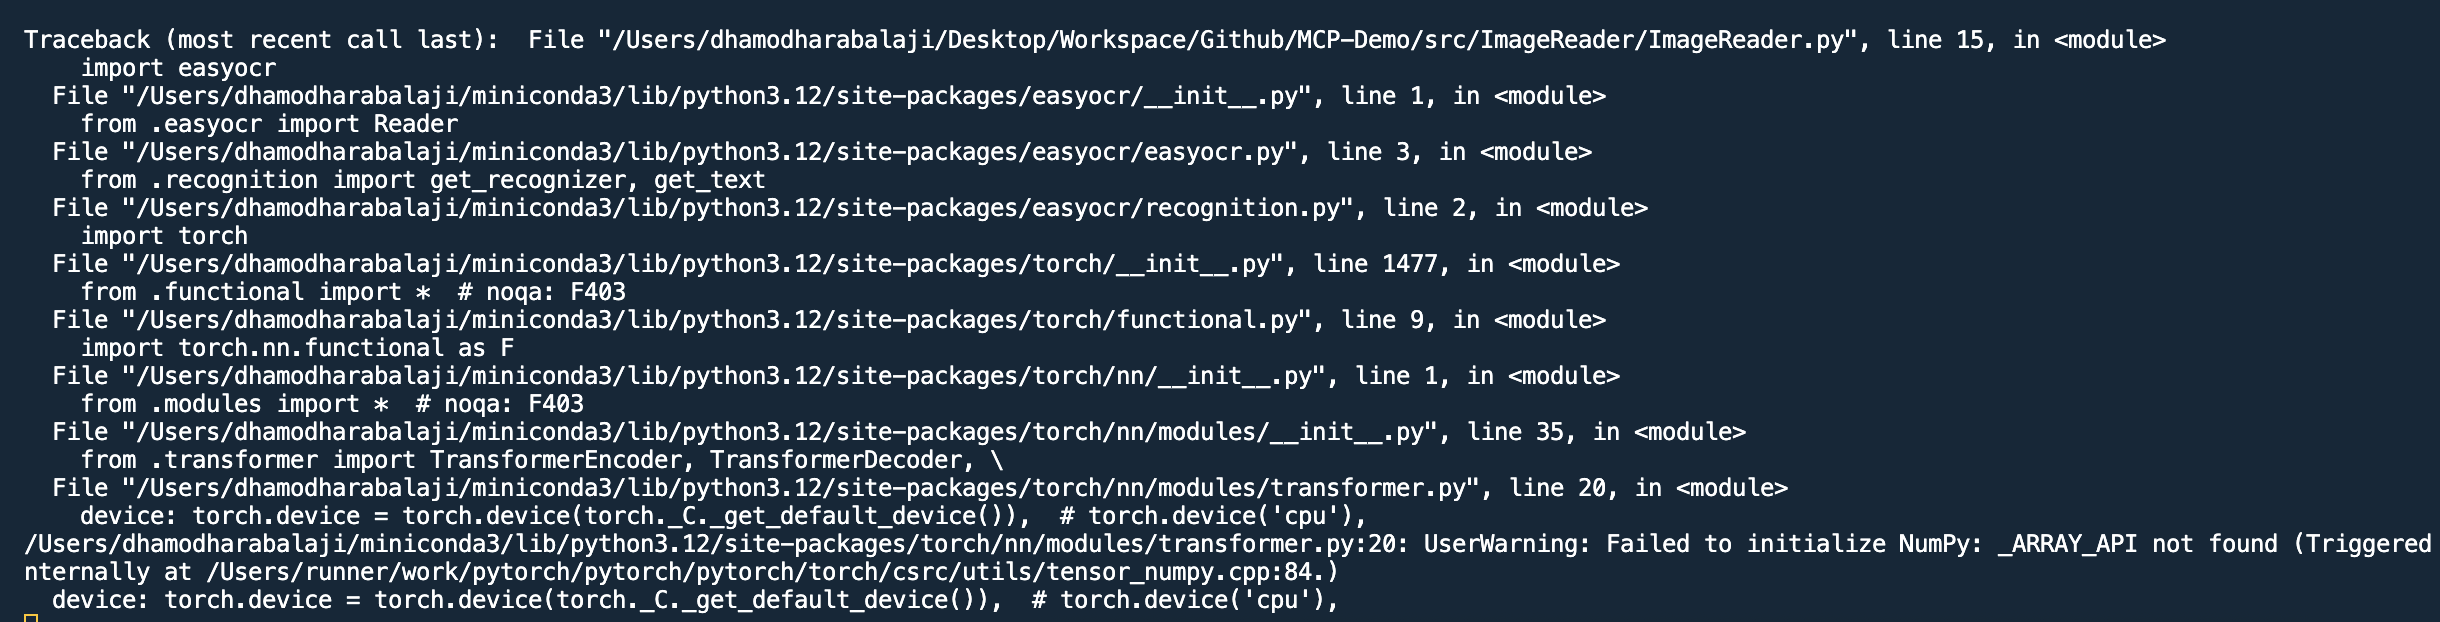 Traceback (most recent call last):  File "/Users/dhamodharabalaji/Desktop/Workspace/Github/MCP-Demo/src/ImageReader/ImageReader.py", line 15, in <module>
    import easyocr
  File "/Users/dhamodharabalaji/miniconda3/lib/python3.12/site-packages/easyocr/__init__.py", line 1, in <module>
    from .easyocr import Reader
  File "/Users/dhamodharabalaji/miniconda3/lib/python3.12/site-packages/easyocr/easyocr.py", line 3, in <module>
    from .recognition import get_recognizer, get_text
  File "/Users/dhamodharabalaji/miniconda3/lib/python3.12/site-packages/easyocr/recognition.py", line 2, in <module>
    import torch
  File "/Users/dhamodharabalaji/miniconda3/lib/python3.12/site-packages/torch/__init__.py", line 1477, in <module>
    from .functional import *  # noqa: F403
  File "/Users/dhamodharabalaji/miniconda3/lib/python3.12/site-packages/torch/functional.py", line 9, in <module>
    import torch.nn.functional as F
  File "/Users/dhamodharabalaji/miniconda3/lib/python3.12/site-packages/torch/nn/__init__.py", line 1, in <module>
    from .modules import *  # noqa: F403
  File "/Users/dhamodharabalaji/miniconda3/lib/python3.12/site-packages/torch/nn/modules/__init__.py", line 35, in <module>
    from .transformer import TransformerEncoder, TransformerDecoder, \
  File "/Users/dhamodharabalaji/miniconda3/lib/python3.12/site-packages/torch/nn/modules/transformer.py", line 20, in <module>
    device: torch.device = torch.device(torch._C._get_default_device()),  # torch.device('cpu'),
/Users/dhamodharabalaji/miniconda3/lib/python3.12/site-packages/torch/nn/modules/transformer.py:20: UserWarning: Failed to initialize NumPy: _ARRAY_API not found (Triggered
nternally at /Users/runner/work/pytorch/pytorch/pytorch/torch/csrc/utils/tensor_numpy.cpp:84.)
  device: torch.device = torch.device(torch._C._get_default_device()),  # torch.device('cpu'),